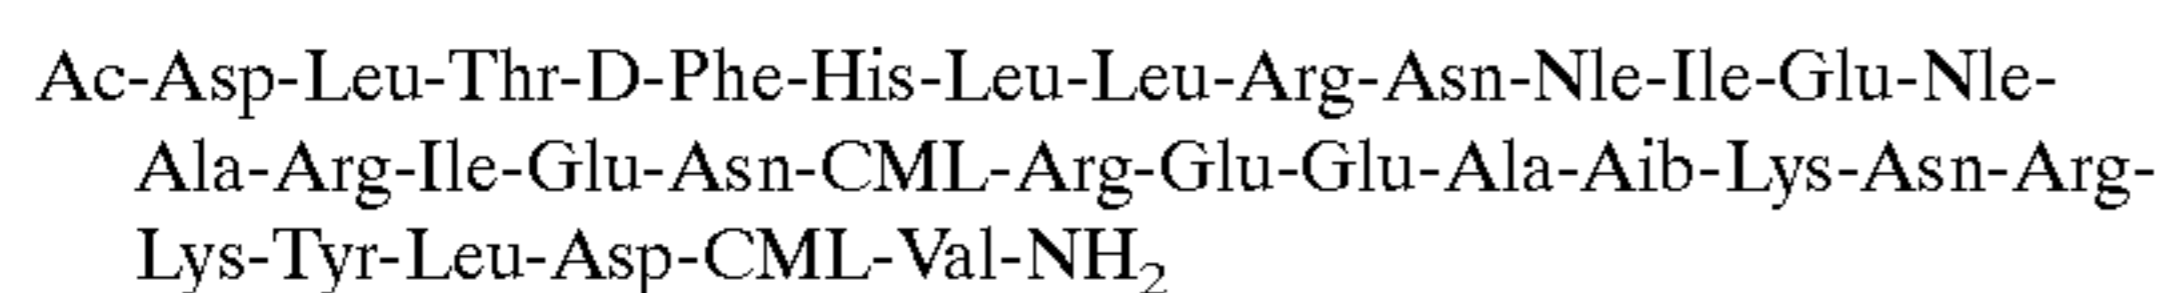 Ac-Asp-Leu-Thr-D-Phe-His-Leu-Leu-Arg-Asn-Nle-Ile-Glu-Nle-
Ala-Arg-Ile-Glu-Asn-CML-Arg-Glu-Glu-Ala-Aib-Lys-Asn-Arg-
Lys-Tyr-Leu-Asp-CML-Val-NH₂